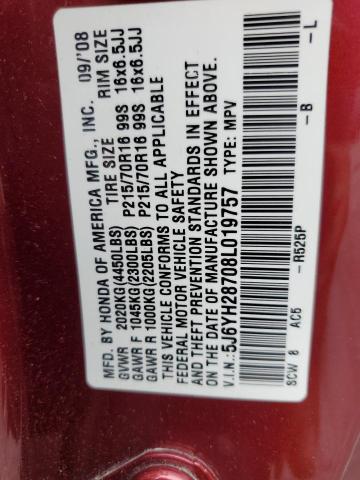 MFD. BY HONDA OF AMERICA MFG., INC. 09/'08
TIRE SIZE RIM SIZE
GVWR 2020KG(4450LBS)
GAWR F 1045KG(2300LBS) P215/70R16 99S 16x6.5JJ
GAWR R 1000KG(2205LBS) P215/70R16 99S 16x6.5JJ
THIS VEHICLE CONFORMS TO ALL APPLICABLE
FEDERAL MOTOR VEHICLE SAFETY
AND THEFT PREVENTION STANDARDS IN EFFECT
ON THE DATE OF MANUFACTURE SHOWN ABOVE.
V.I.N.: 5J6YH28708L019757 TYPE: MPV
SCW 8 AC5 -R525P -B -L